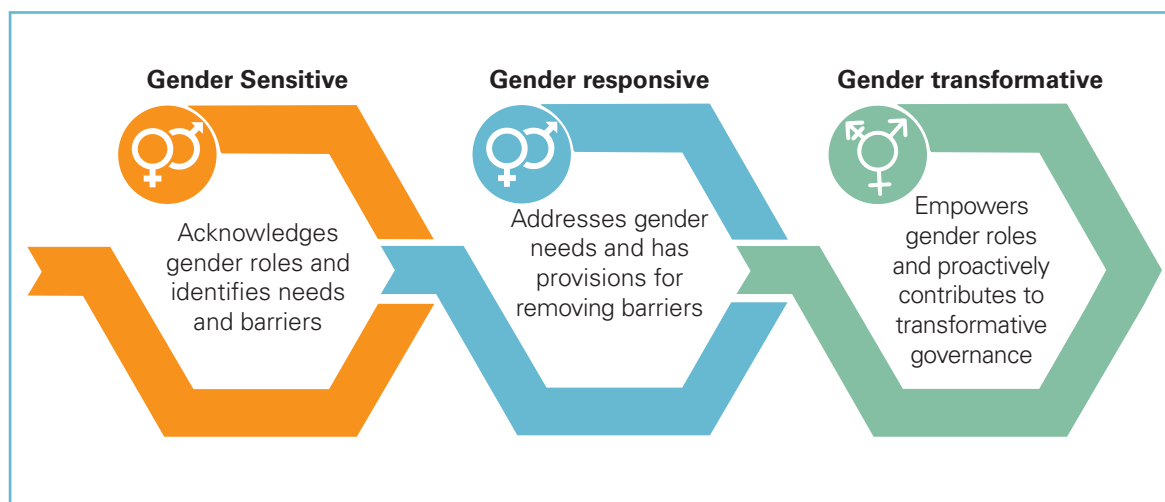 Gender Sensitive
Acknowledges
gender roles and
identifies needs
and barriers
Gender responsive
Addresses gender
needs and has
provisions for
removing barriers
Gender transformative
Empowers
gender roles
and proactively
contributes to
transformative
governance